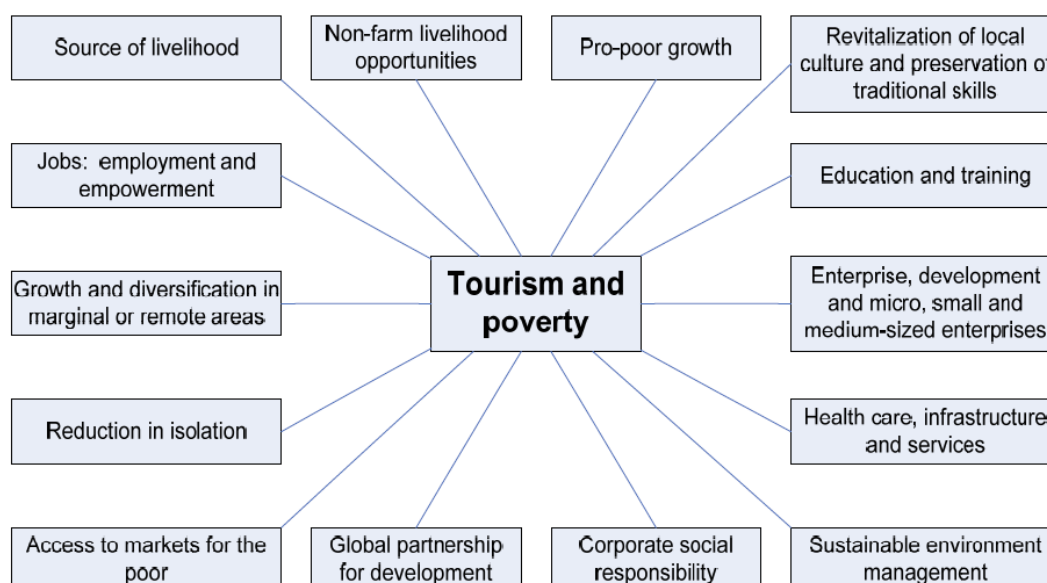 Source of livelihood
Non-farm livelihood
opportunities
Pro-poor growth
Revitalization of local
culture and preservation of
traditional skills
Jobs: employment and
empowerment
Education and training
Growth and diversification in
marginal or remote areas
Tourism and
poverty
Enterprise, development
and micro, small and
medium-sized enterprises
Reduction in isolation
Health care, infrastructure
and services
Access to markets for the
poor
Global partnership
for development
Corporate social
responsibility
Sustainable environment
management